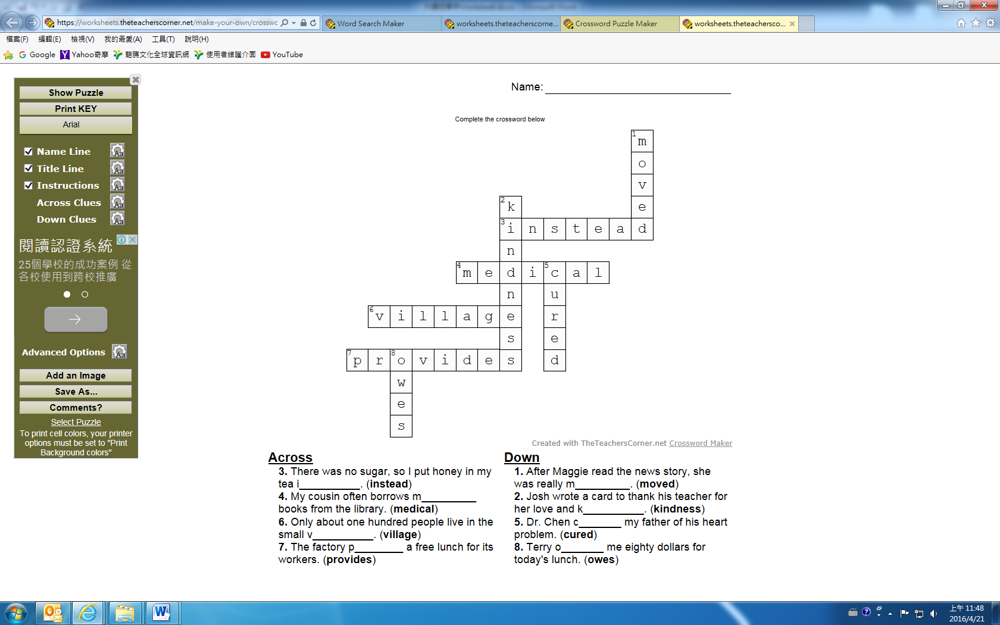 https://worksheets.theteacherscorner.net/make-your-own/crosswc
Word Search Maker
worksheets.theteacherscorne...
Crossword Puzzle Maker
worksheets.theteachersco...
檔案(F) 編輯(E) 檢視(V) 我的最愛(A) 工具(T) 說明(H)
Google Yahoo奇摩 龍騰文化全球資訊網 使用者維護介面 YouTube
Show Puzzle
Print KEY
Arial
Name Line
Title Line
Instructions
Across Clues
Down Clues
閱讀認證系統
25個學校的成功案例 從
各校使用到跨校推廣
Advanced Options
Add an Image
Save As...
Comments?
Select Puzzle
To print cell colors, your printer
options must be set to "Print
Background colors"
Name:
Complete the crossword below
1 m
o
v
2 k e
3 i n s t e a d
n
4 m e d i 5 c a l
n u
6 v i l l a g e r
s e
7 p r 8 o v i d e s d
w
e
s
Created with TheTeachersCorner.net Crossword Maker
Across
3. There was no sugar, so I put honey in my
tea i___________. (instead)
4. My cousin often borrows m__________
books from the library. (medical)
6. Only about one hundred people live in the
small v___________. (village)
7. The factory p_________ a free lunch for its
workers. (provides)
Down
1. After Maggie read the news story, she
was really m__________. (moved)
2. Josh wrote a card to thank his teacher for
her love and k___________. (kindness)
5. Dr. Chen c________ my father of his heart
problem. (cured)
8. Terry o________ me eighty dollars for
today's lunch. (owes)
上午 11:48
2016/4/21